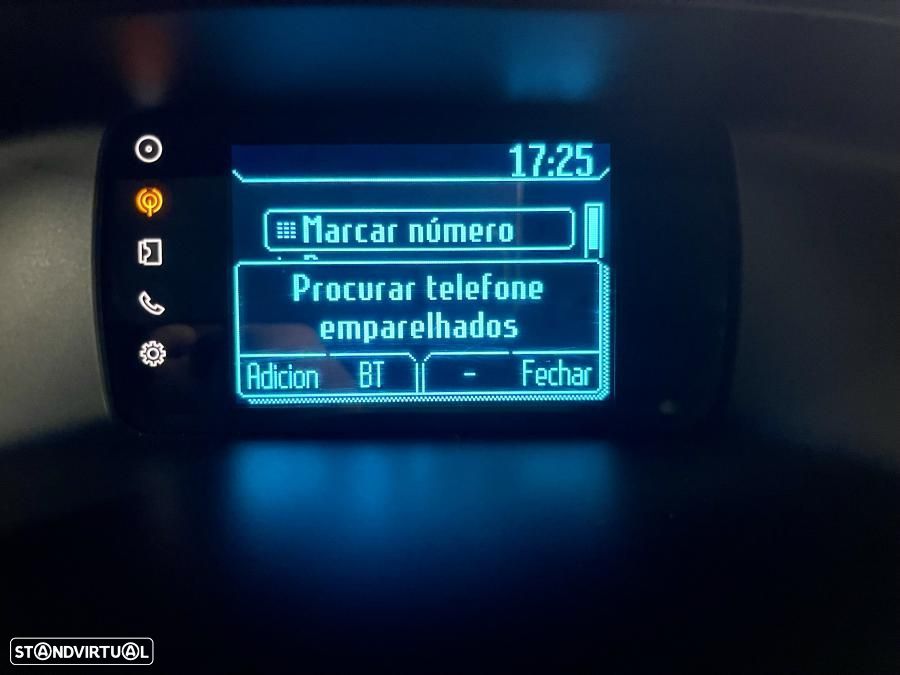 17:25
Marcar número
Procurar telefone
emparelhados
Adicion BT - Fechar
STANDVIRTUAL